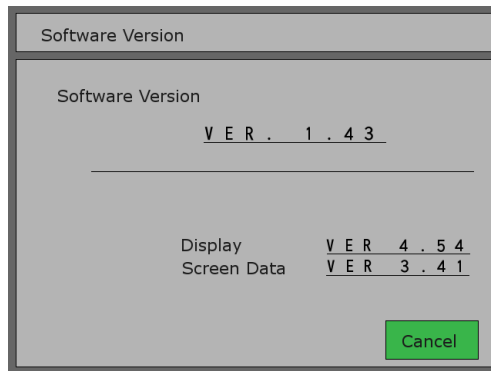 Software Version
Software Version
VER. 1.43
Display VER 4.54
Screen Data VER 3.41
Cancel